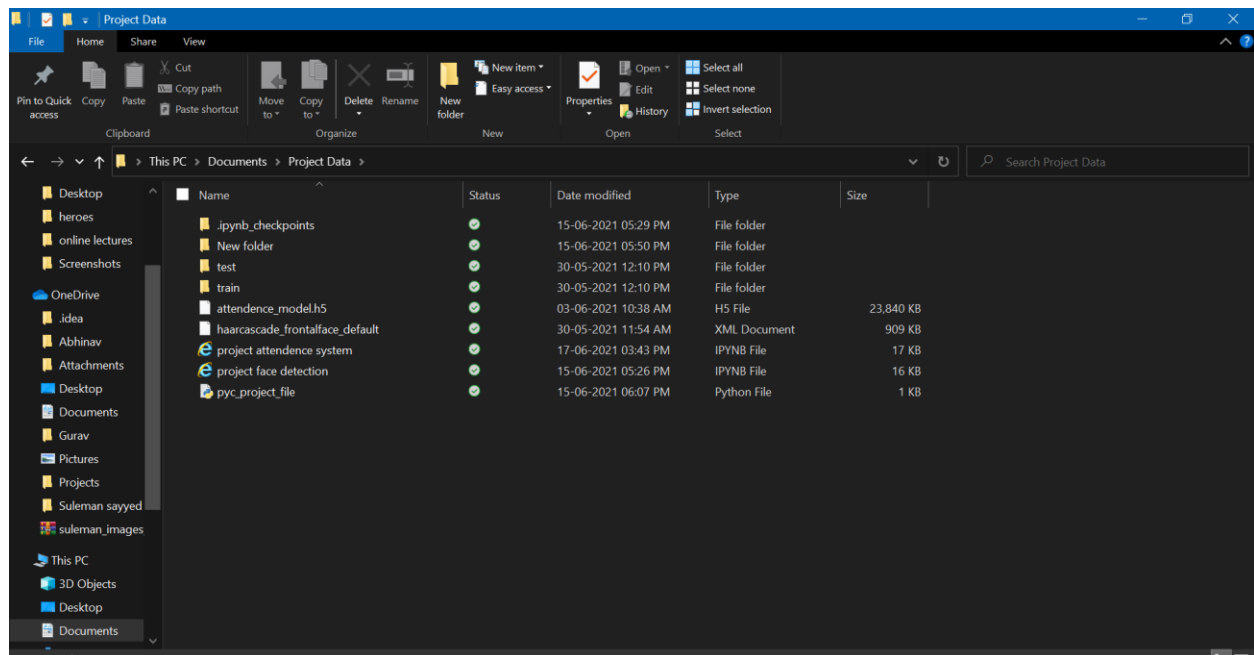 Project Data
File Home Share View
Pin to Quick access
Copy
Paste
Cut
Copy path
Paste shortcut
Clipboard
Move to
Copy to
Delete
Rename
Organize
New folder
New item
Easy access
New
Properties
Open
Edit
History
Open
Select all
Select none
Invert selection
Select
This PC > Documents > Project Data >
Search Project Data
Desktop
heroes
online lectures
Screenshots
OneDrive
.idea
Abhinav
Attachments
Desktop
Documents
Gurav
Pictures
Projects
Suleman sayyed
suleman_images
This PC
3D Objects
Desktop
Documents
Name Status Date modified Type Size
.ipynb_checkpoints 15-06-2021 05:29 PM File folder
New folder 15-06-2021 05:50 PM File folder
test 30-05-2021 12:10 PM File folder
train 30-05-2021 12:10 PM File folder
attendence_model.h5 03-06-2021 10:38 AM H5 File 23,840 KB
haarcascade_frontalface_default 30-05-2021 11:54 AM XML Document 909 KB
project attendence system 17-06-2021 03:43 PM IPYNB File 17 KB
project face detection 15-06-2021 05:26 PM IPYNB File 16 KB
pyc_project_file 15-06-2021 06:07 PM Python File 1 KB